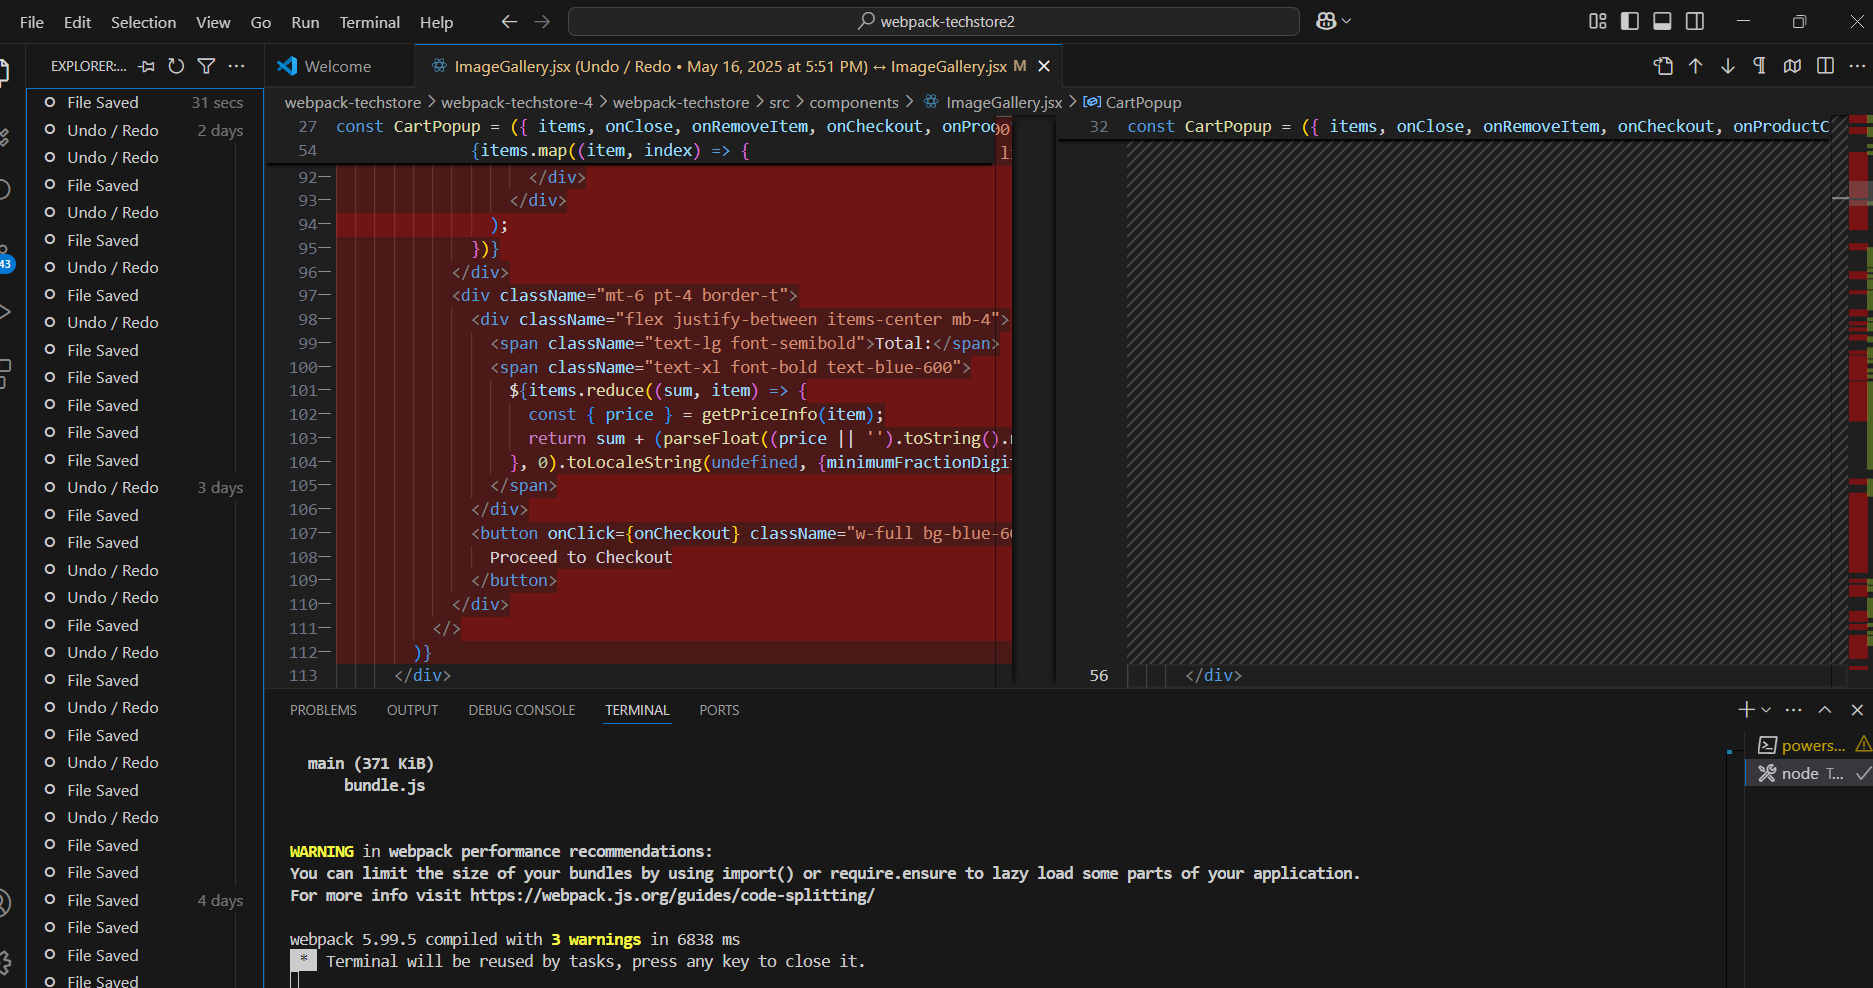 File Edit Selection View Go Run Terminal Help
webpack-techstore2
EXPLORER:...
Welcome
ImageGallery.jsx (Undo / Redo • May 16, 2025 at 5:51 PM) ↔ ImageGallery.jsx M
File Saved 31 secs
Undo / Redo 2 days
Undo / Redo
File Saved
Undo / Redo
File Saved
Undo / Redo
File Saved
Undo / Redo
File Saved
File Saved
File Saved
File Saved
File Saved
Undo / Redo 3 days
File Saved
File Saved
Undo / Redo
Undo / Redo
File Saved
Undo / Redo
File Saved
Undo / Redo
File Saved
Undo / Redo
File Saved
Undo / Redo
File Saved
File Saved
File Saved 4 days
File Saved
File Saved
File Saved
43
webpack-techstore > webpack-techstore-4 > webpack-techstore > src > components > ImageGallery.jsx > CartPopup
27 const CartPopup = ({ items, onClose, onRemoveItem, onCheckout, onProd
54 {items.map((item, index) => {
92 </div>
93 </div>
94 );
95 })}
96 </div>
97 <div className="mt-6 pt-4 border-t">
98 <div className="flex justify-between items-center mb-4">
99 <span className="text-lg font-semibold">Total:</span>
100 <span className="text-xl font-bold text-blue-600">
101 ${items.reduce((sum, item) => {
102 const { price } = getPriceInfo(item);
103 return sum + (parseFloat((price || '').toString().
104 }, 0).toLocaleString(undefined, {minimumFractionDigi
105 </span>
106 </div>
107 <button onClick={onCheckout} className="w-full bg-blue-60
108 Proceed to Checkout
109 </button>
110 </div>
111 </>
112 )}
113 </div>
32 const CartPopup = ({ items, onClose, onRemoveItem, onCheckout, onProductC
56 </div>
PROBLEMS OUTPUT DEBUG CONSOLE TERMINAL PORTS
powers...
node T...
main (371 KiB)
bundle.js
WARNING in webpack performance recommendations:
You can limit the size of your bundles by using import() or require.ensure to lazy load some parts of your application.
For more info visit https://webpack.js.org/guides/code-splitting/
webpack 5.99.5 compiled with 3 warnings in 6838 ms
* Terminal will be reused by tasks, press any key to close it.